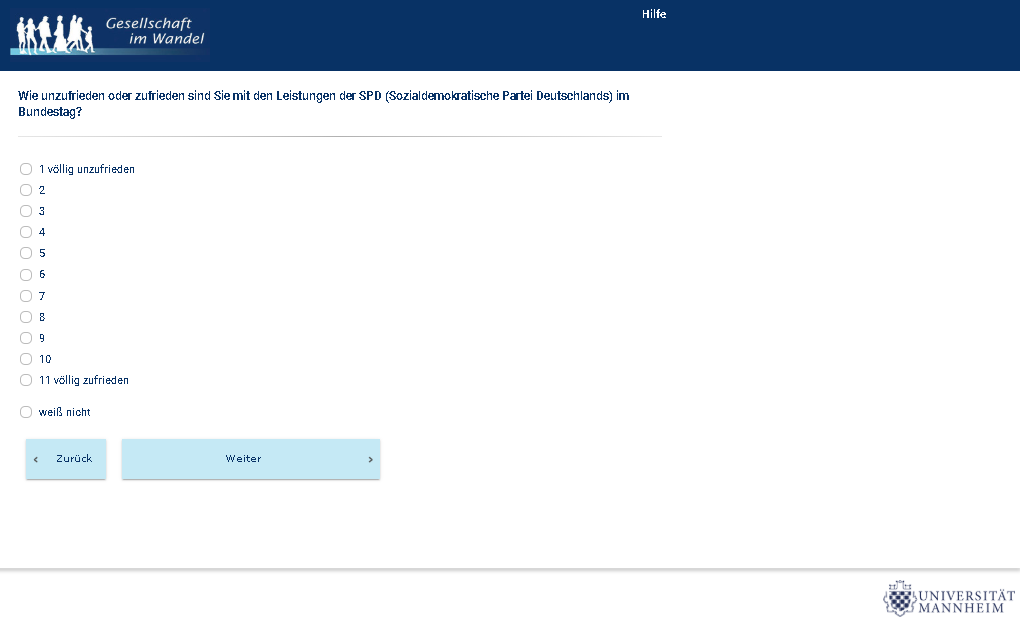 Gesellschaft
im Wandel
Hilfe
Wie unzufrieden oder zufrieden sind Sie mit den Leistungen der SPD (Sozialdemokratische Partei Deutschlands) im
Bundestag?
1 völlig unzufrieden
2
3
4
5
6
7
8
9
10
11 völlig zufrieden
weiß nicht
‹ Zurück
Weiter ›
UNIVERSITÄT
MANNHEIM